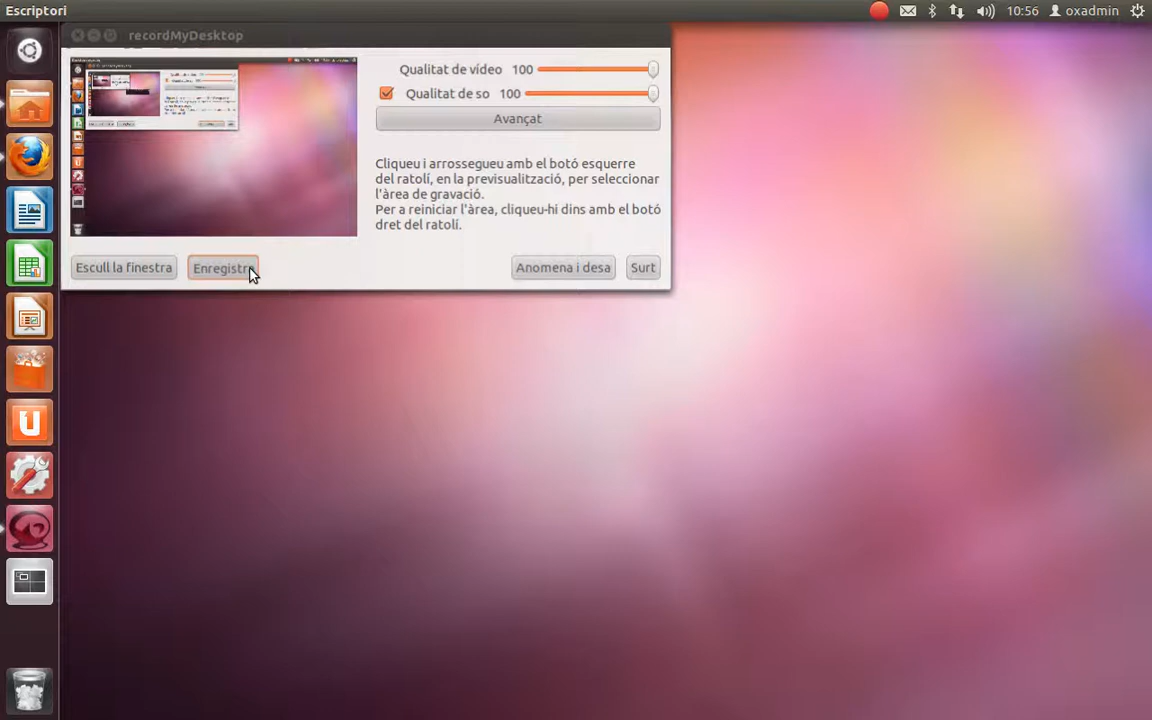 Escriptori
10:56 oxadmin
recordMyDesktop
Qualitat de vídeo 100
Qualitat de so 100
Avançat
Cliqueu i arrossegueu amb el botó esquerre
del ratolí, en la previsualització, per seleccionar
l'àrea de gravació.
Per a reiniciar l'àrea, cliqueu-hi dins amb el botó
dret del ratolí.
Escull la finestra
Enregistra
Anomena i desa
Surt